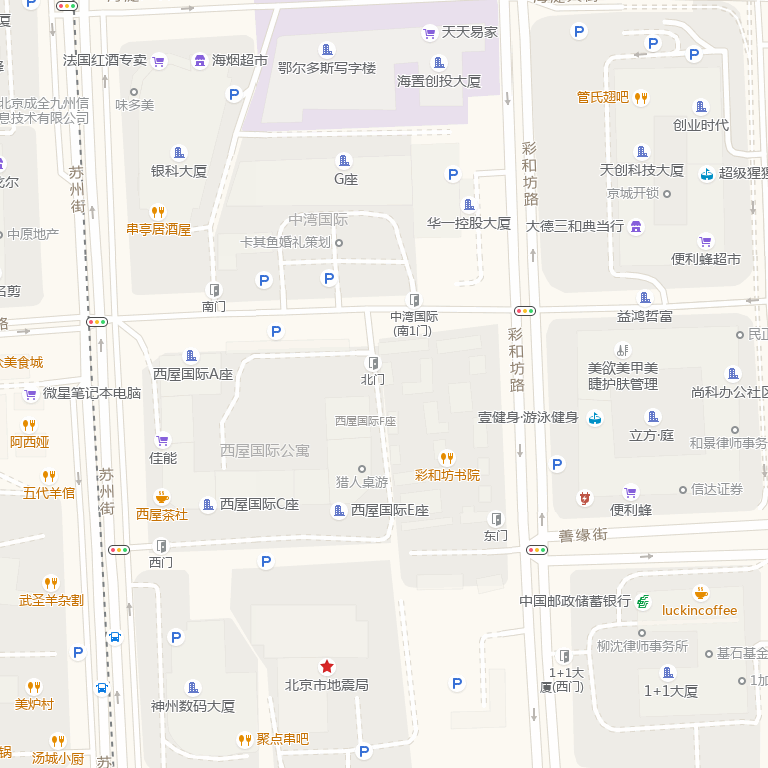 天天易家
法国红酒专卖
海烟超市
鄂尔多斯写字楼
海置创投大厦
管氏翅吧
味多美
北京成全九州信
息技术有限公司
创业时代
银科大厦
G座
天创科技大厦
超级猩猩
京城开锁
苏州街
彩和坊路
串亭居酒屋
中湾国际
卡其鱼婚礼策划
华一控股大厦
大德三和典当行
中原地产
便利蜂超市
南门
中湾国际
(南1门)
益鸿哲富
彩和坊路
北门
西屋国际A座
微星笔记本电脑
美欲美甲美
睫护肤管理
尚科办公社区
阿西娅
西屋国际F座
壹健身·游泳健身
立方·庭
和景律师事务
佳能
西屋国际公寓
猎人桌游
彩和坊书院
五代羊倌
苏州街
西屋国际C座
西屋国际E座
西屋茶社
信达证券
便利蜂
东门
善缘街
西门
武圣羊杂割
中国邮政储蓄银行
luckincoffee
柳沈律师事务所
基石基金
1+1大
厦(西门)
1+1大厦
北京市地震局
神州数码大厦
美炉村
聚点串吧
汤城小厨
苏